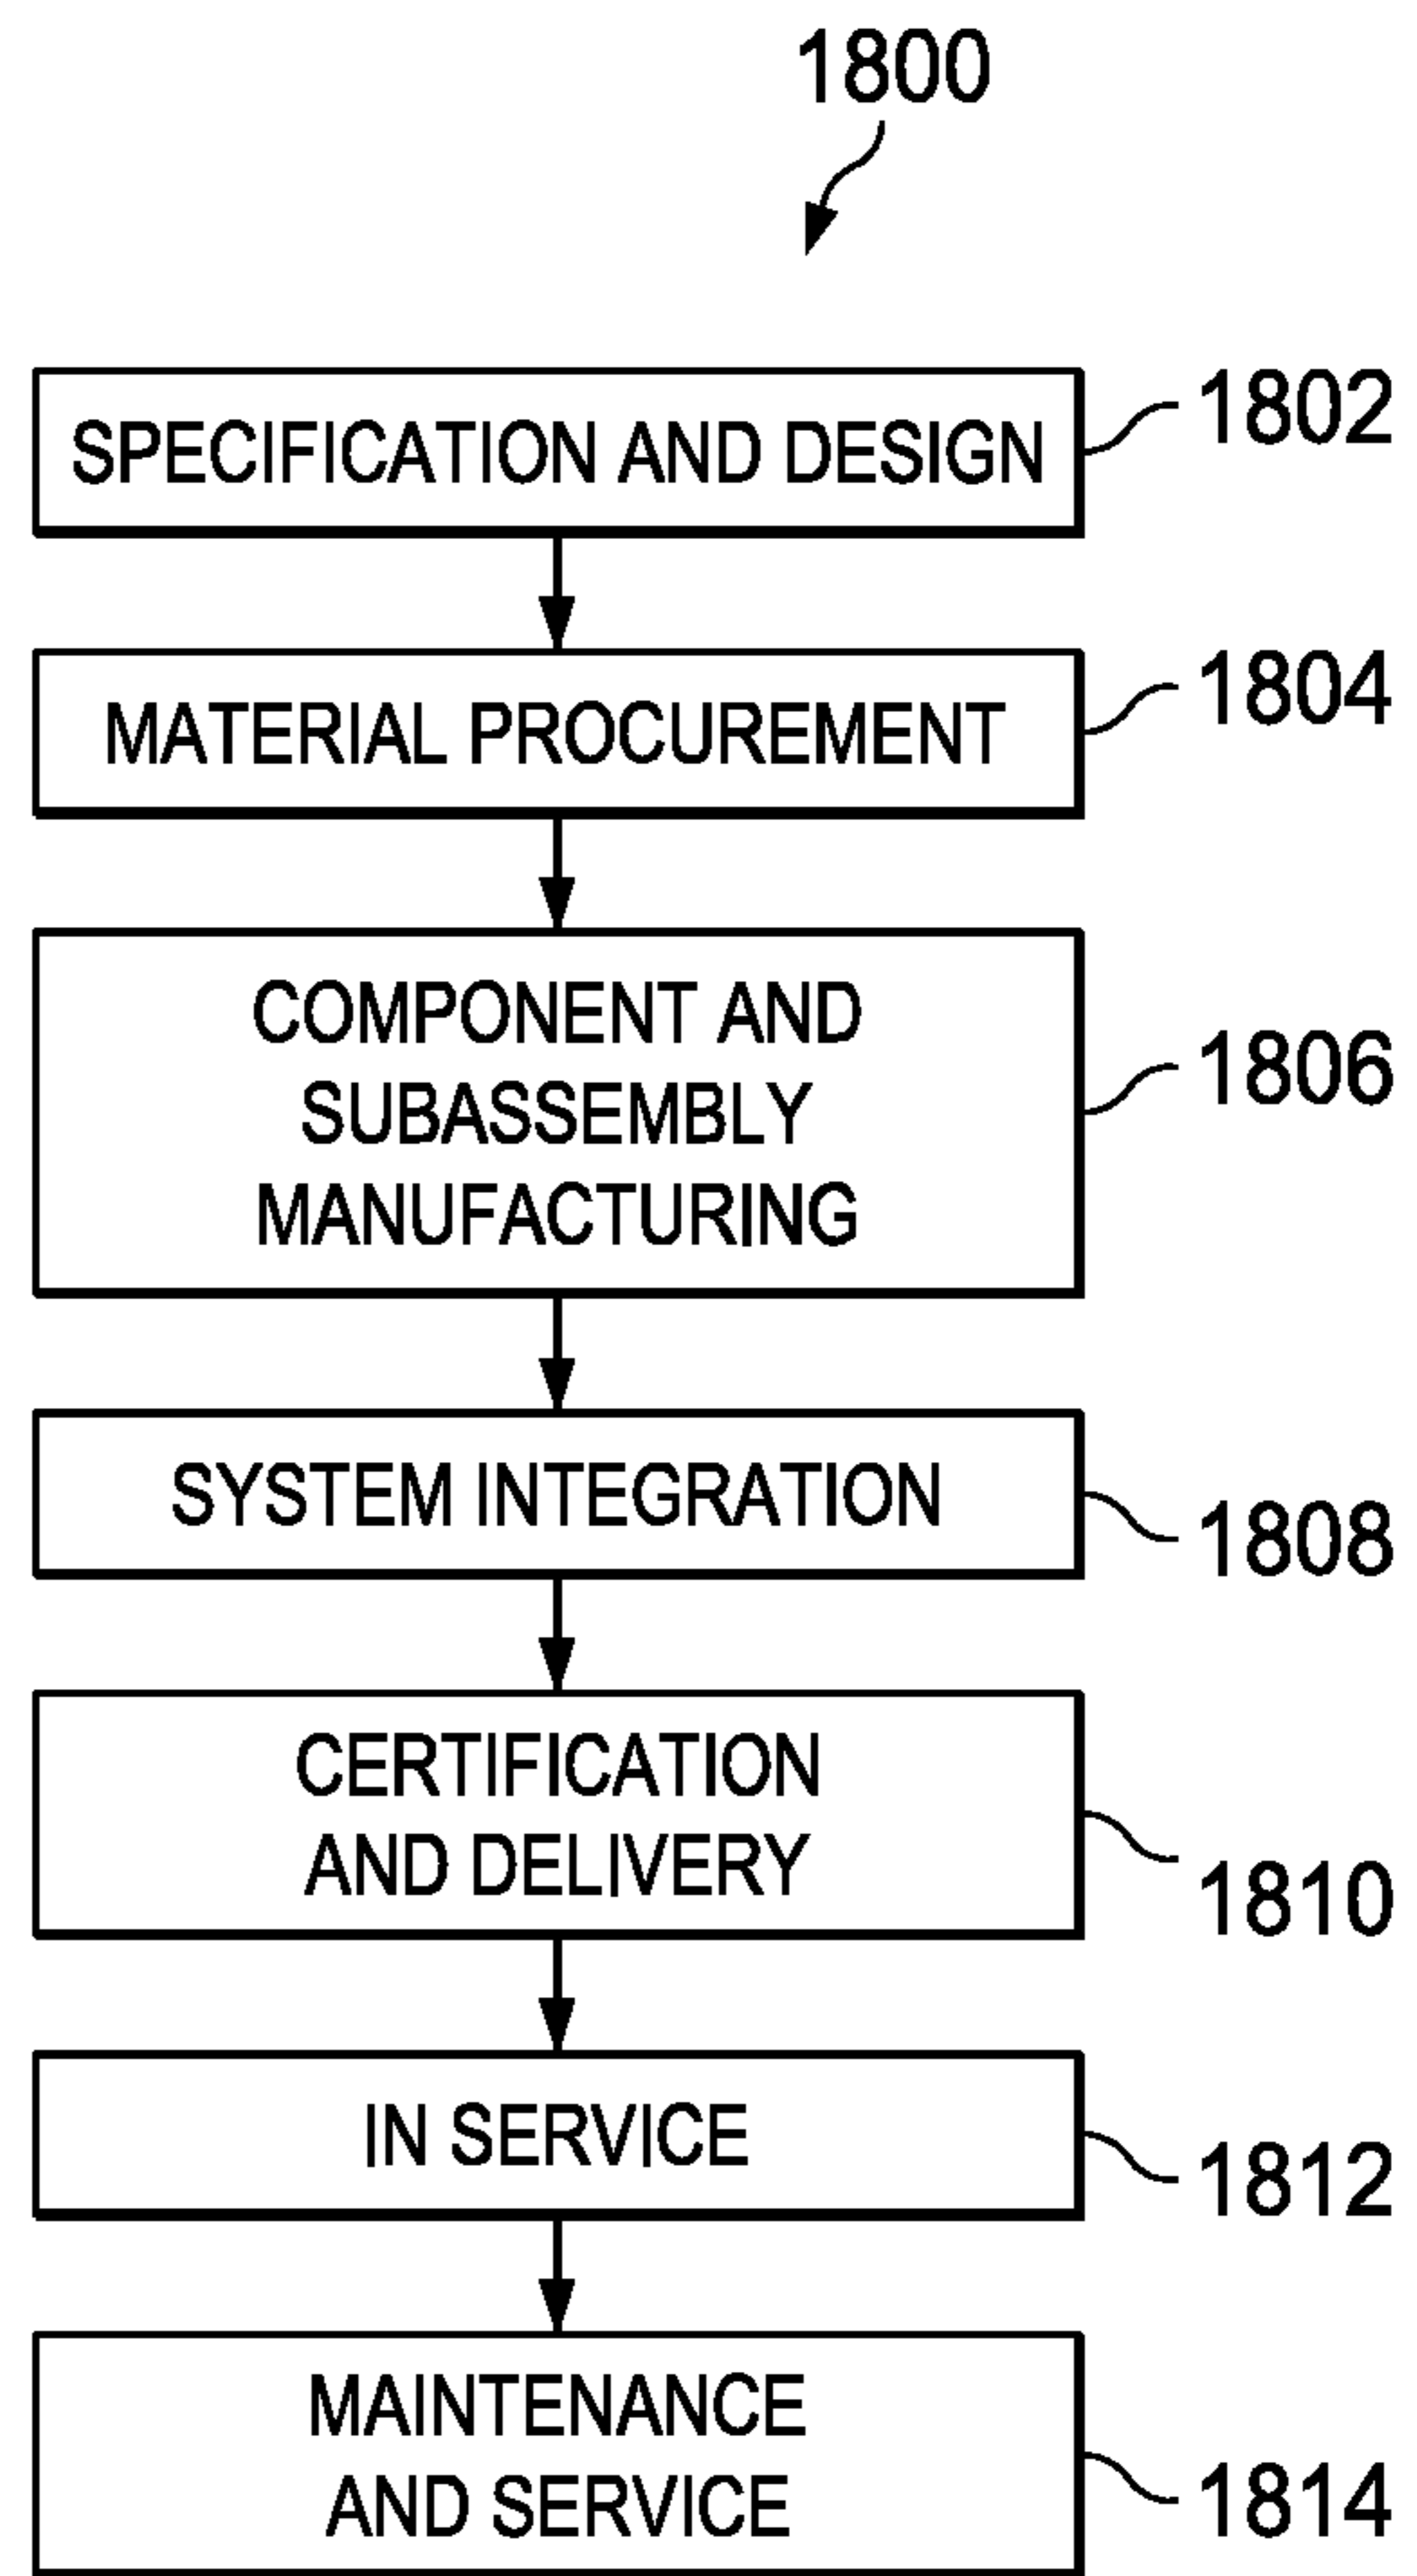 1800
SPECIFICATION AND DESIGN
1802
MATERIAL PROCUREMENT
1804
COMPONENT AND
SUBASSEMBLY
MANUFACTURING
1806
SYSTEM INTEGRATION
1808
CERTIFICATION
AND DELIVERY
1810
IN SERVICE
1812
MAINTENANCE
AND SERVICE
1814